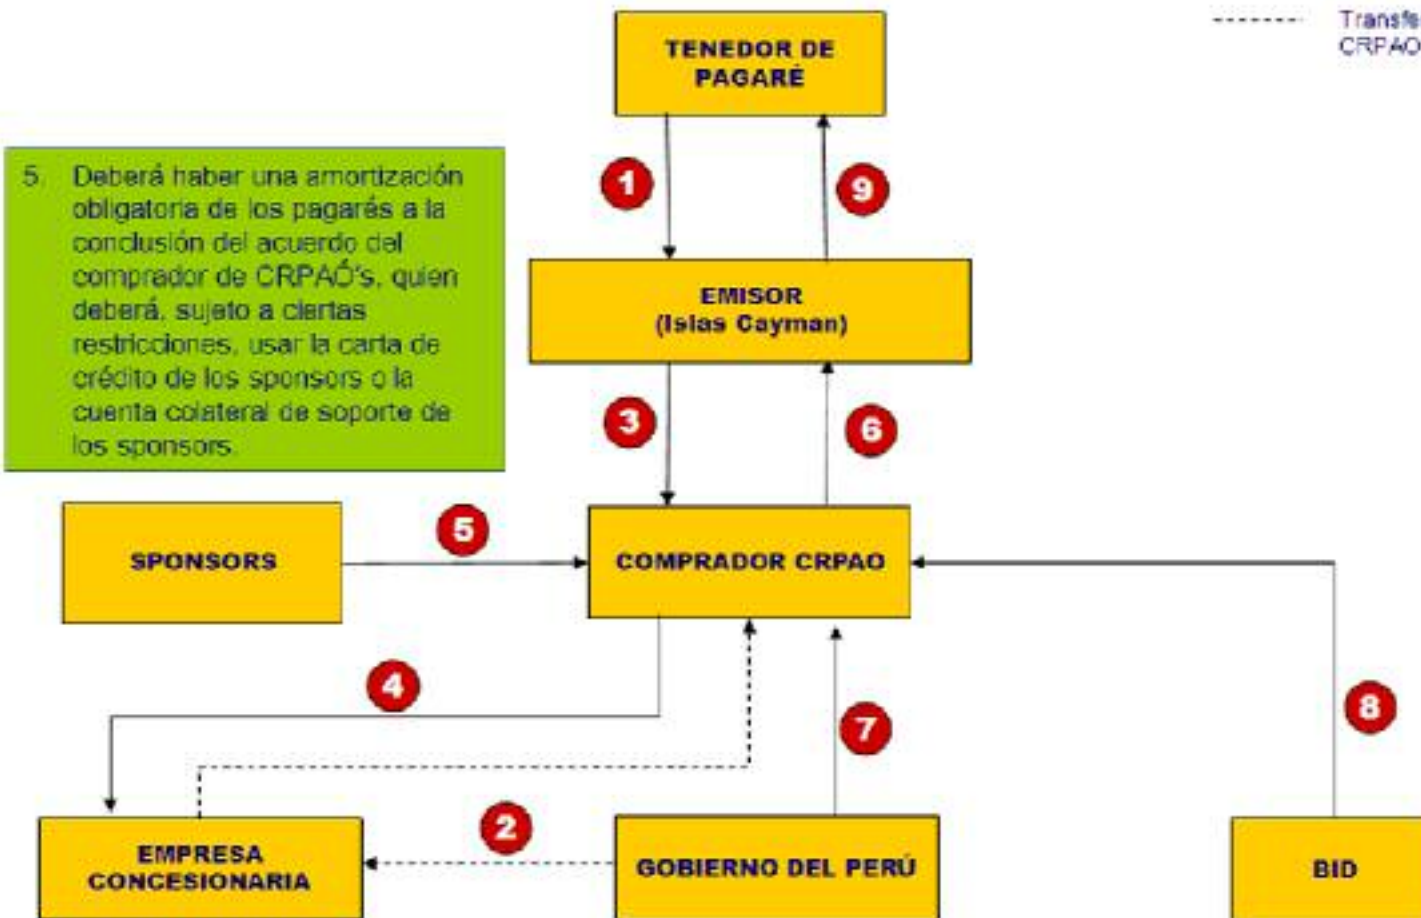 Transfe
CRPAO
TENEDOR DE
PAGARÉ
1
9
5. Deberá haber una amortización
obligatoria de los pagarés a la
conclusión del acuerdo del
comprador de CRPAÓ's, quien
deberá, sujeto a ciertas
restricciones, usar la carta de
crédito de los sponsors o la
cuenta colateral de soporte de
los sponsors.
EMISOR
(Islas Cayman)
3
6
SPONSORS
5
COMPRADOR CRPAO
4
7
8
EMPRESA
CONCESIONARIA
2
GOBIERNO DEL PERÚ
BID